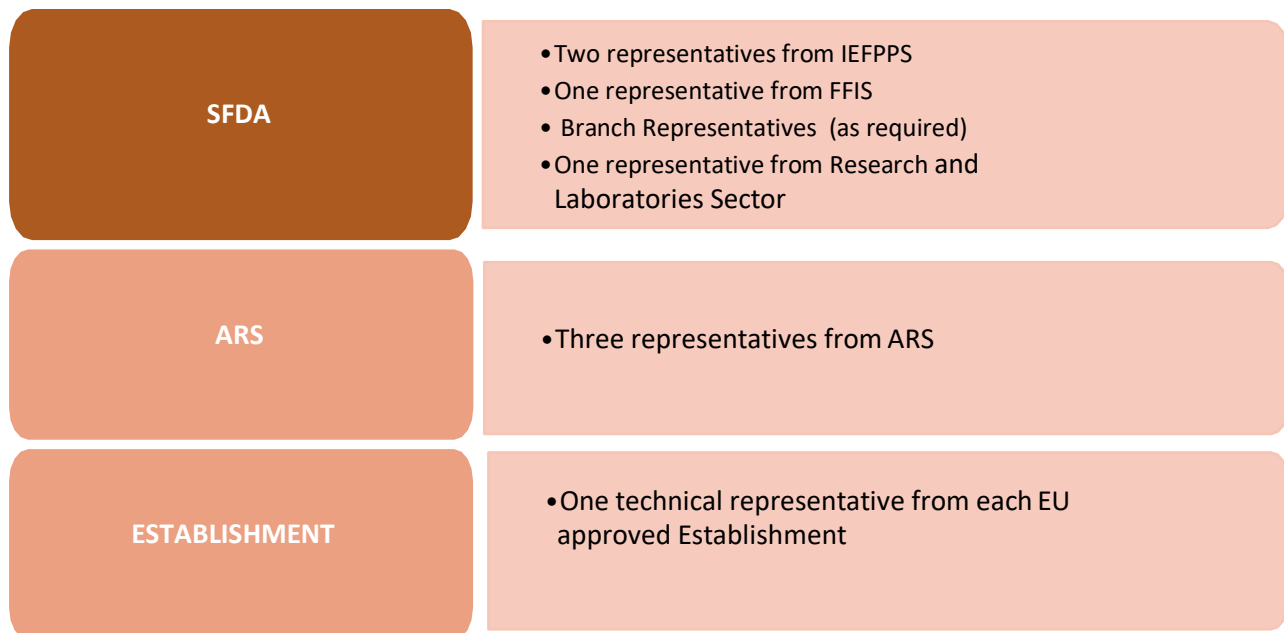 SFDA
•Two representatives from IEFPPS
•One representative from FFIS
• Branch Representatives (as required)
•One representative from Research and
Laboratories Sector
ARS
•Three representatives from ARS
ESTABLISHMENT
•One technical representative from each EU
approved Establishment